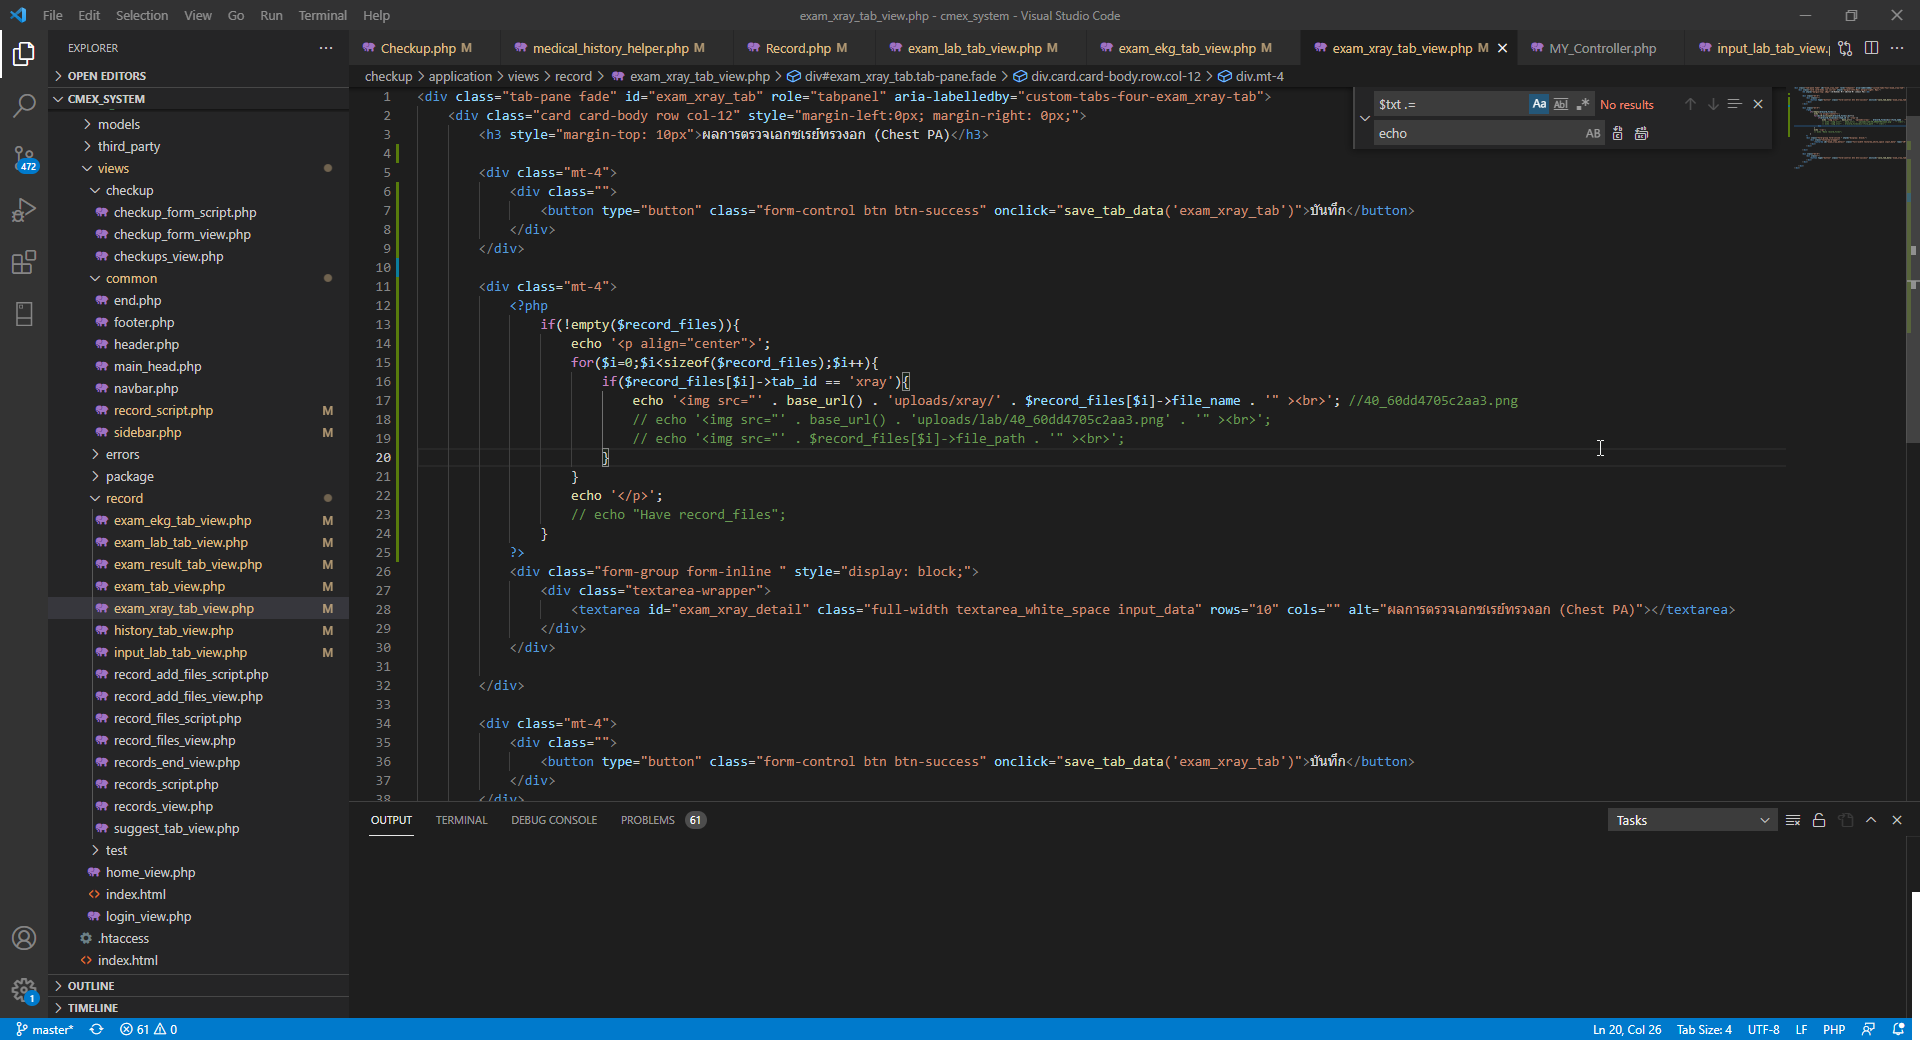 File Edit Selection View Go Run Terminal Help
exam_xray_tab_view.php - cmex_system - Visual Studio Code
EXPLORER
OPEN EDITORS
CMEX_SYSTEM
models
third_party
views
checkup
checkup_form_script.php
checkup_form_view.php
checkups_view.php
common
end.php
footer.php
header.php
main_head.php
navbar.php
record_script.php M
sidebar.php M
errors
package
record
exam_ekg_tab_view.php M
exam_lab_tab_view.php M
exam_result_tab_view.php M
exam_tab_view.php M
exam_xray_tab_view.php M
history_tab_view.php M
input_lab_tab_view.php M
record_add_files_script.php
record_add_files_view.php
record_files_script.php
record_files_view.php
records_end_view.php
records_script.php
records_view.php
suggest_tab_view.php
test
home_view.php
index.html
login_view.php
.htaccess
index.html
OUTLINE
TIMELINE
472
1
Checkup.php M medical_history_helper.php M Record.php M exam_lab_tab_view.php M exam_ekg_tab_view.php M exam_xray_tab_view.php M MY_Controller.php input_lab_tab_view.p
checkup > application > views > record > exam_xray_tab_view.php > div#exam_xray_tab.tab-pane.fade > div.card.card-body.row.col-12 > div.mt-4
$txt .= Aa Abl .* No results
echo AB
1 <div class="tab-pane fade" id="exam_xray_tab" role="tabpanel" aria-labelledby="custom-tabs-four-exam_xray-tab">
2 <div class="card card-body row col-12" style="margin-left:0px; margin-right: 0px;">
3 <h3 style="margin-top: 10px">ผลการตรวจเอกซเรย์ทรวงอก (Chest PA)</h3>
4
5 <div class="mt-4">
6 <div class="">
7 <button type="button" class="form-control btn btn-success" onclick="save_tab_data('exam_xray_tab')">บันทึก</button>
8 </div>
9 </div>
10
11 <div class="mt-4">
12 <?php
13 if(!empty($record_files)){
14 echo '<p align="center">';
15 for($i=0;$i<sizeof($record_files);$i++){
16 if($record_files[$i]->tab_id == 'xray'){
17 echo '<img src="' . base_url() . 'uploads/xray/' . $record_files[$i]->file_name . '" ><br>'; //40_60dd4705c2aa3.png
18 // echo '<img src="' . base_url() . 'uploads/lab/40_60dd4705c2aa3.png' . '" ><br>';
19 // echo '<img src="' . $record_files[$i]->file_path . '" ><br>';
20 }
21 }
22 echo '</p>';
23 // echo "Have record_files";
24 }
25 ?>
26 <div class="form-group form-inline " style="display: block;">
27 <div class="textarea-wrapper">
28 <textarea id="exam_xray_detail" class="full-width textarea_white_space input_data" rows="10" cols="" alt="ผลการตรวจเอกซเรย์ทรวงอก (Chest PA)"></textarea>
29 </div>
30 </div>
31
32 </div>
33
34 <div class="mt-4">
35 <div class="">
36 <button type="button" class="form-control btn btn-success" onclick="save_tab_data('exam_xray_tab')">บันทึก</button>
37 </div>
38 </div>
OUTPUT TERMINAL DEBUG CONSOLE PROBLEMS 61
Tasks
master* 61 0
Ln 20, Col 26 Tab Size: 4 UTF-8 LF PHP